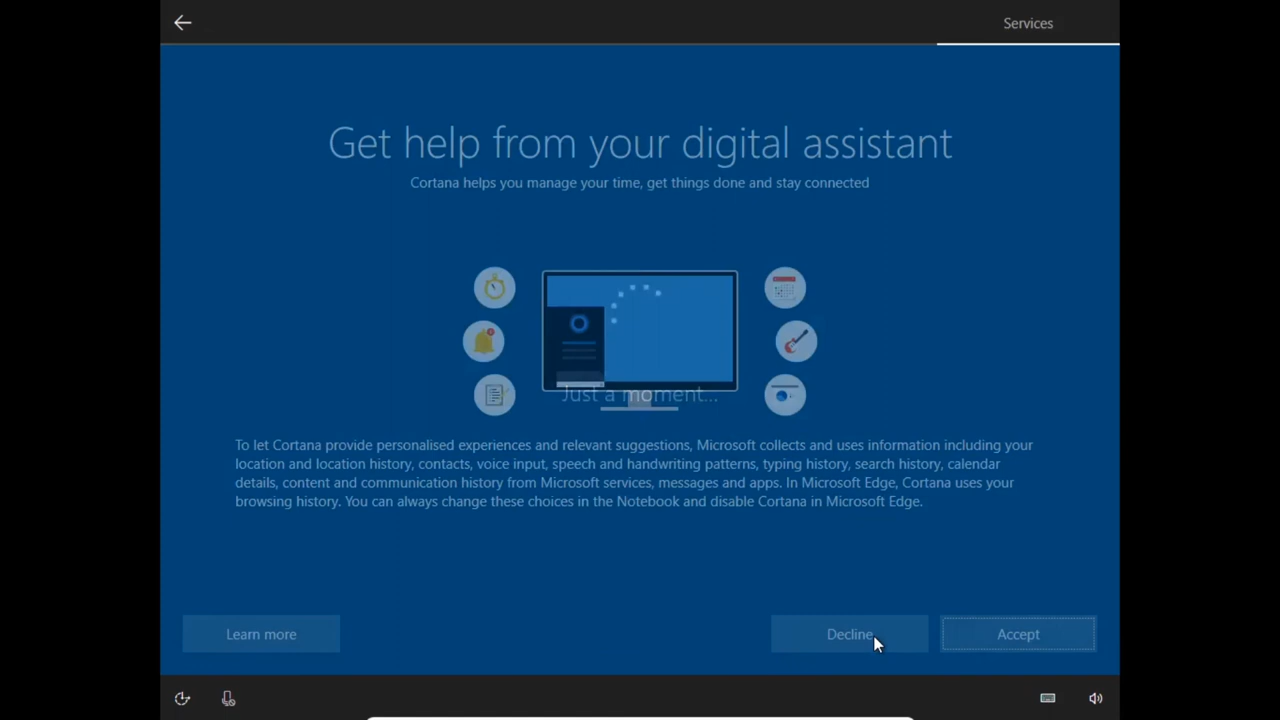 Services
Get help from your digital assistant
Cortana helps you manage your time, get things done and stay connected
Just a moment...
To let Cortana provide personalised experiences and relevant suggestions, Microsoft collects and uses information including your
location and location history, contacts, voice input, speech and handwriting patterns, typing history, search history, calendar
details, content and communication history from Microsoft services, messages and apps. In Microsoft Edge, Cortana uses your
browsing history. You can always change these choices in the Notebook and disable Cortana in Microsoft Edge.
Learn more
Decline
Accept